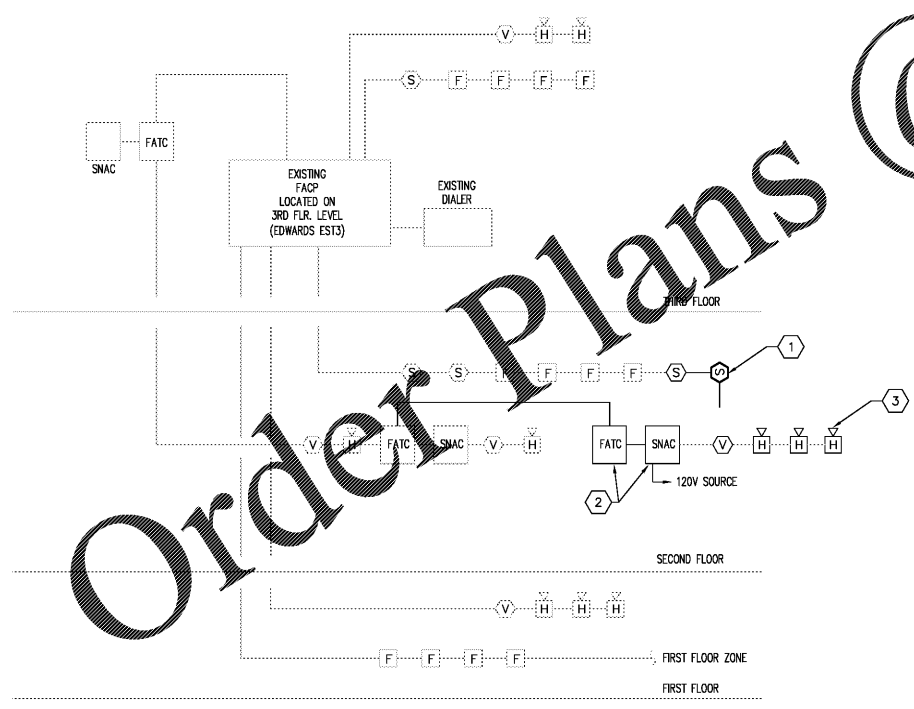 V H H
S F F F F
SNAC FATC
EXISTING
FACP
LOCATED ON
3RD FLR. LEVEL
(EDWARDS EST3)
EXISTING
DIALER
THIRD FLOOR
S S F F F F S S 1
V H FATC SNAC V H
FATC SNAC V H H H 3
120V SOURCE
2
SECOND FLOOR
V H H H
F F F F FIRST FLOOR ZONE
FIRST FLOOR
Order Plans